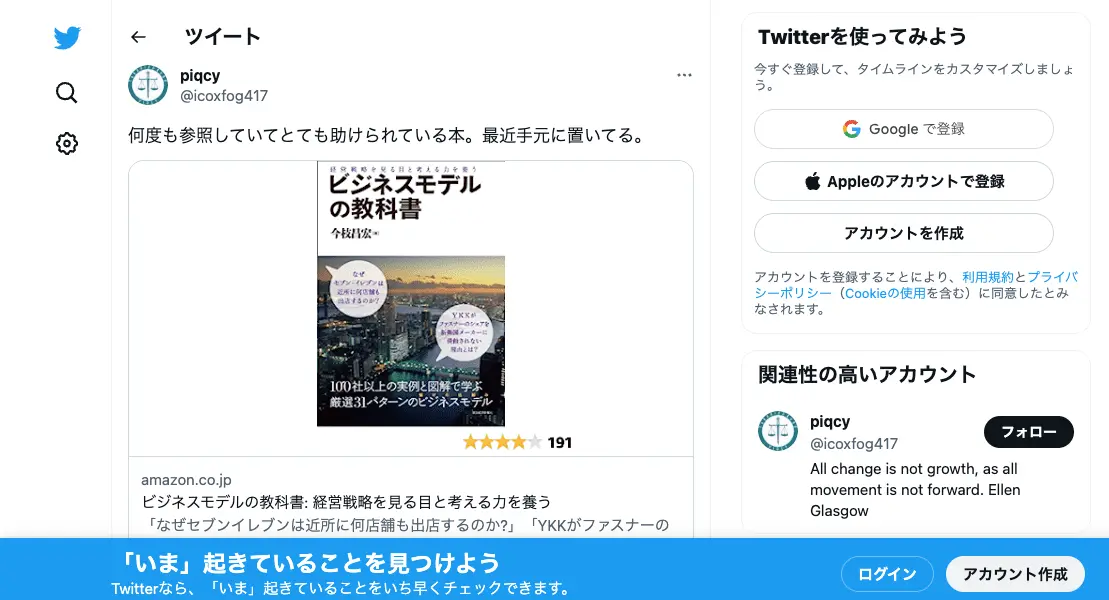 ツイート
piqcy
@icoxfog417
何度も参照していてとても助けられている本。最近手元に置いてる。
経営戦略を見る目と考える力を養う
ビジネスモデル
の教科書
今枝昌宏
なぜ
セブン-イレブンは
近所に何店舗も
出店するのか?
YKKが
ファスナーのシェアを
新興国メーカーに
侵食されない
理由とは?
100社以上の実例と図解で学ぶ
厳選31パターンのビジネスモデル
191
amazon.co.jp
ビジネスモデルの教科書: 経営戦略を見る目と考える力を養う
「なぜセブンイレブンは近所に何店舗も出店するのか?」「YKKがファスナーの
Twitterを使ってみよう
今すぐ登録して、タイムラインをカスタマイズしましょ
う。
Google で登録
Appleのアカウントで登録
アカウントを作成
アカウントを登録することにより、利用規約とプライバ
シーポリシー（Cookieの使用を含む）に同意したとみ
なされます。
関連性の高いアカウント
piqcy
@icoxfog417
フォロー
All change is not growth, as all
movement is not forward. Ellen
Glasgow
「いま」起きていることを見つけよう
Twitterなら、「いま」起きていることをいち早くチェックできます。
ログイン
アカウント作成